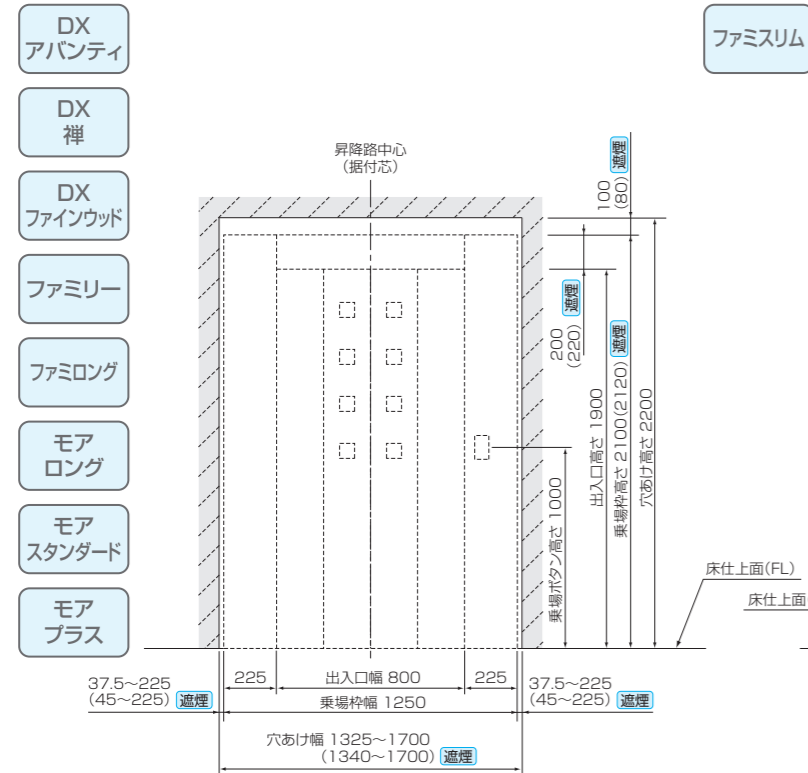 DX
アバンティ
DX
禅
DX
ファインウッド
ファミリー
ファミロング
モア
ロング
モア
スタンダード
モア
プラス
ファミスリム
昇降路中心
(据付芯)
100
(80) 遮煙
200
(220) 遮煙
出入口高さ 1900
乗場枠高さ 2100(2120) 遮煙
穴あけ高さ 2200
乗場ボタン高さ 1000
床仕上面(FL)
床仕上面
37.5~225
(45~225) 遮煙
225
出入口幅 800
225
37.5~225
(45~225) 遮煙
乗場枠幅 1250
穴あけ幅 1325~1700
(1340~1700) 遮煙